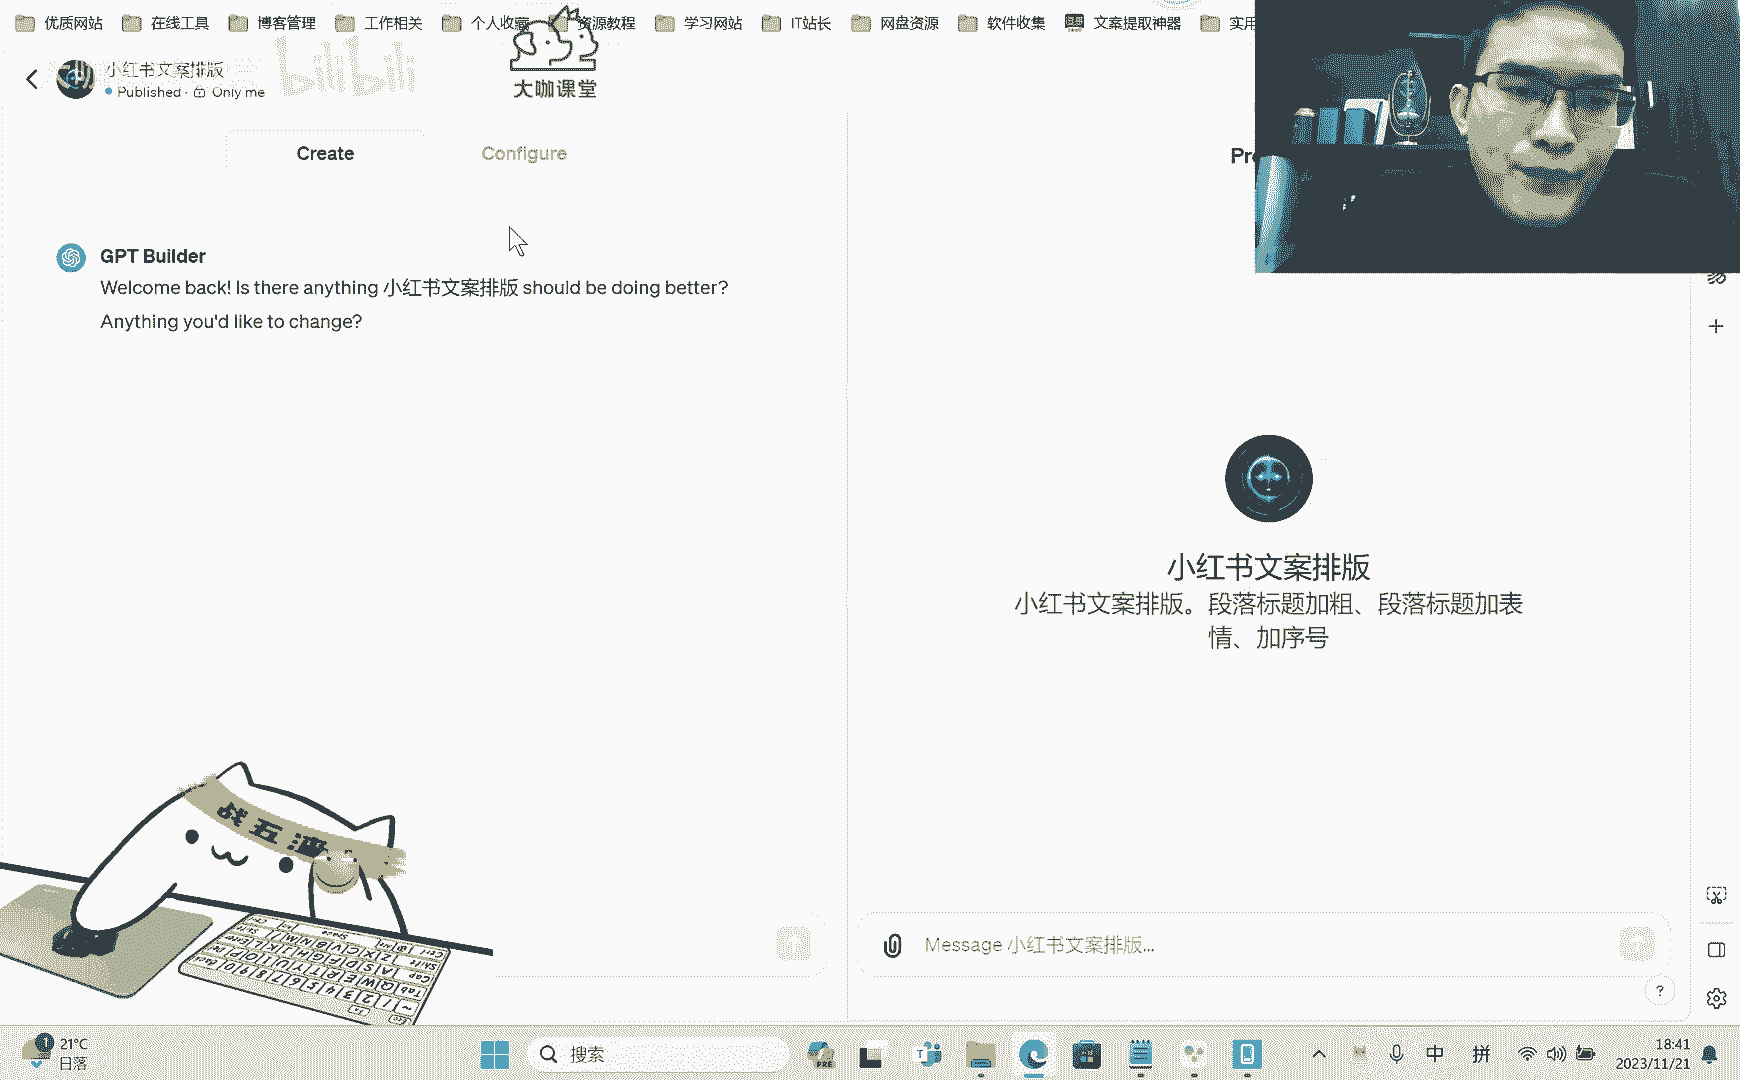 优质网站
在线工具
博客管理
工作相关
个人收藏
资源教程
学习网站
IT站长
网盘资源
软件收集
文案提取神器
实用
小红书文案排版
Published · Only me
bilibili
大咖课堂
Create
Configure
GPT Builder
Welcome back! Is there anything 小红书文案排版 should be doing better?
Anything you'd like to change?
小红书文案排版
小红书文案排版。段落标题加粗、段落标题加表
情、加序号
战五渣
Message 小红书文案排版...
?
1
21°C
日落
搜索
PRE
中
拼
18:41
2023/11/21